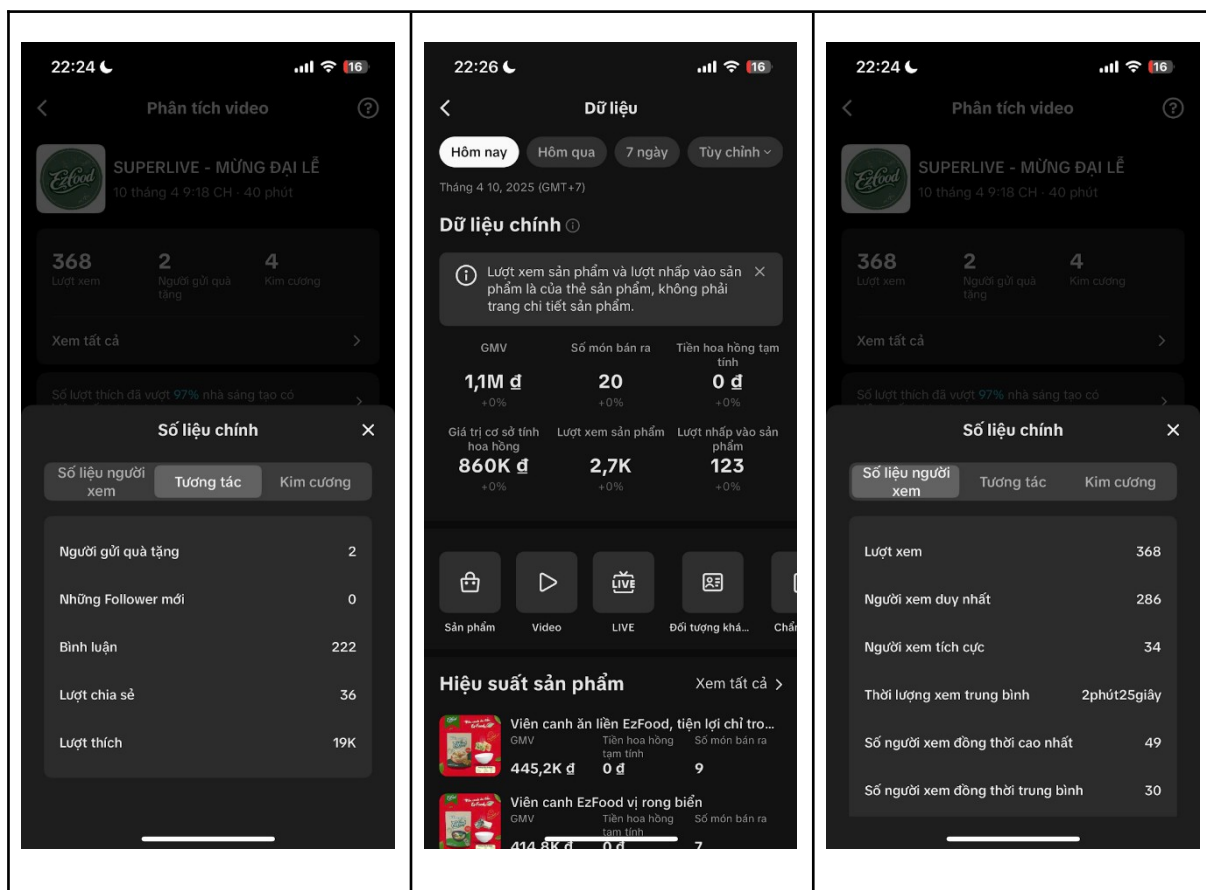 22:24
16
Phân tích video
Ezfood
SUPERLIVE - MỪNG ĐẠI LỄ
10 tháng 4 9:18 CH · 40 phút
368 2 4
Lượt xem Người gửi quà tặng Kim cương
Xem tất cả
Số lượt thích đã vượt 97% nhà sáng tạo có
Số liệu chính
Số liệu người xem Tương tác Kim cương
Người gửi quà tặng 2
Những Follower mới 0
Bình luận 222
Lượt chia sẻ 36
Lượt thích 19K
22:26
16
Dữ liệu
Hôm nay Hôm qua 7 ngày Tùy chỉnh
Tháng 4 10, 2025 (GMT+7)
Dữ liệu chính
Lượt xem sản phẩm và lượt nhấp vào sản
phẩm là của thẻ sản phẩm, không phải
trang chi tiết sản phẩm.
GMV Số món bán ra Tiền hoa hồng tạm tính
1,1M ₫ 20 0 ₫
+0% +0% +0%
Giá trị cơ sở tính hoa hồng Lượt xem sản phẩm Lượt nhấp vào sản phẩm
860K ₫ 2,7K 123
+0% +0% +0%
Sản phẩm Video LIVE Đối tượng khá...
Hiệu suất sản phẩm Xem tất cả
Viên canh ăn liền EzFood, tiện lợi chỉ tro...
GMV Tiền hoa hồng tạm tính Số món bán ra
445,2K ₫ 0 ₫ 9
Viên canh EzFood vị rong biển
GMV Tiền hoa hồng tạm tính Số món bán ra
414,8K ₫ 0 ₫ 7
22:24
16
Phân tích video
Ezfood
SUPERLIVE - MỪNG ĐẠI LỄ
10 tháng 4 9:18 CH · 40 phút
368 2 4
Lượt xem Người gửi quà tặng Kim cương
Xem tất cả
Số lượt thích đã vượt 97% nhà sáng tạo có
Số liệu chính
Số liệu người xem Tương tác Kim cương
Lượt xem 368
Người xem duy nhất 286
Người xem tích cực 34
Thời lượng xem trung bình 2phút25giây
Số người xem đồng thời cao nhất 49
Số người xem đồng thời trung bình 30